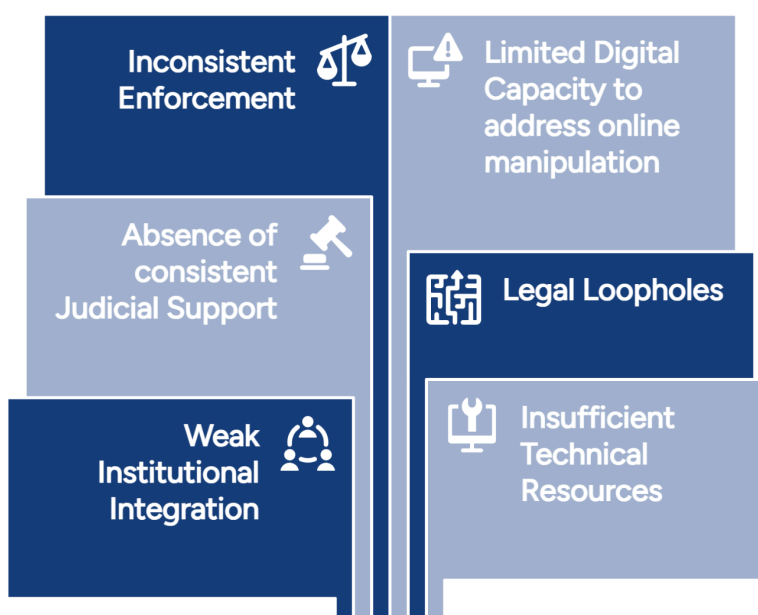 Inconsistent
Enforcement
Limited Digital
Capacity to
address online
manipulation
Absence of
consistent
Judicial Support
Legal Loopholes
Weak
Institutional
Integration
Insufficient
Technical
Resources